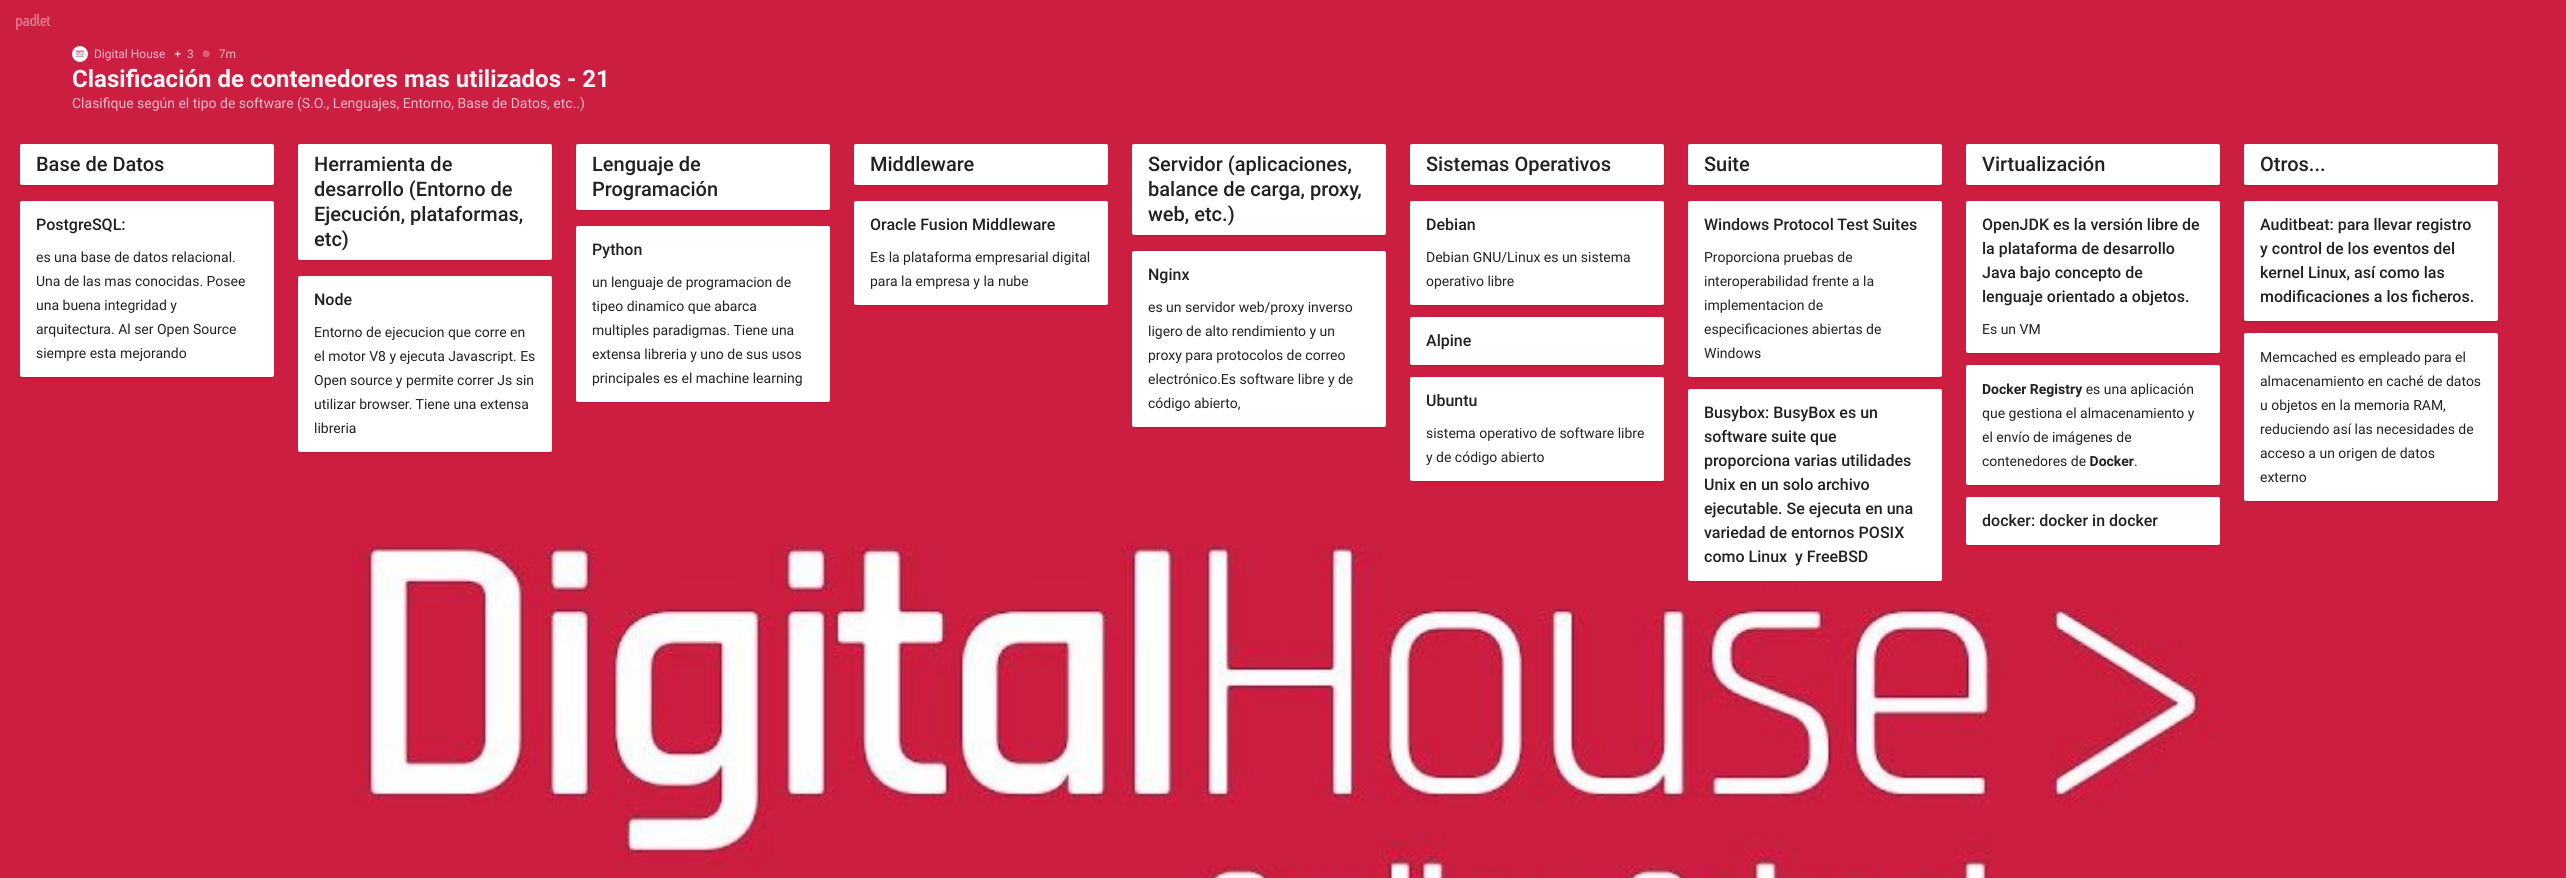 padlet
Digital House + 3 • 7m
Clasificación de contenedores mas utilizados - 21
Clasifique según el tipo de software (S.O., Lenguajes, Entorno, Base de Datos, etc..)
Base de Datos
PostgreSQL:
es una base de datos relacional.
Una de las mas conocidas. Posee
una buena integridad y
arquitectura. Al ser Open Source
siempre esta mejorando
Herramienta de
desarrollo (Entorno de
Ejecución, plataformas,
etc)
Node
Entorno de ejecucion que corre en
el motor V8 y ejecuta Javascript. Es
Open source y permite correr Js sin
utilizar browser. Tiene una extensa
libreria
Lenguaje de
Programación
Python
un lenguaje de programacion de
tipeo dinamico que abarca
multiples paradigmas. Tiene una
extensa libreria y uno de sus usos
principales es el machine learning
Middleware
Oracle Fusion Middleware
Es la plataforma empresarial digital
para la empresa y la nube
Servidor (aplicaciones,
balance de carga, proxy,
web, etc.)
Nginx
es un servidor web/proxy inverso
ligero de alto rendimiento y un
proxy para protocolos de correo
electrónico.Es software libre y de
código abierto,
Sistemas Operativos
Debian
Debian GNU/Linux es un sistema
operativo libre
Alpine
Ubuntu
sistema operativo de software libre
y de código abierto
Suite
Windows Protocol Test Suites
Proporciona pruebas de
interoperabilidad frente a la
implementacion de
especificaciones abiertas de
Windows
Busybox: BusyBox es un
software suite que
proporciona varias utilidades
Unix en un solo archivo
ejecutable. Se ejecuta en una
variedad de entornos POSIX
como Linux  y FreeBSD
Virtualización
OpenJDK es la versión libre de
la plataforma de desarrollo
Java bajo concepto de
lenguaje orientado a objetos.
Es un VM
Docker Registry es una aplicación
que gestiona el almacenamiento y
el envío de imágenes de
contenedores de Docker.
docker: docker in docker
Otros...
Auditbeat: para llevar registro
y control de los eventos del
kernel Linux, así como las
modificaciones a los ficheros.
Memcached es empleado para el
almacenamiento en caché de datos
u objetos en la memoria RAM,
reduciendo así las necesidades de
acceso a un origen de datos
externo
DigitalHouse >